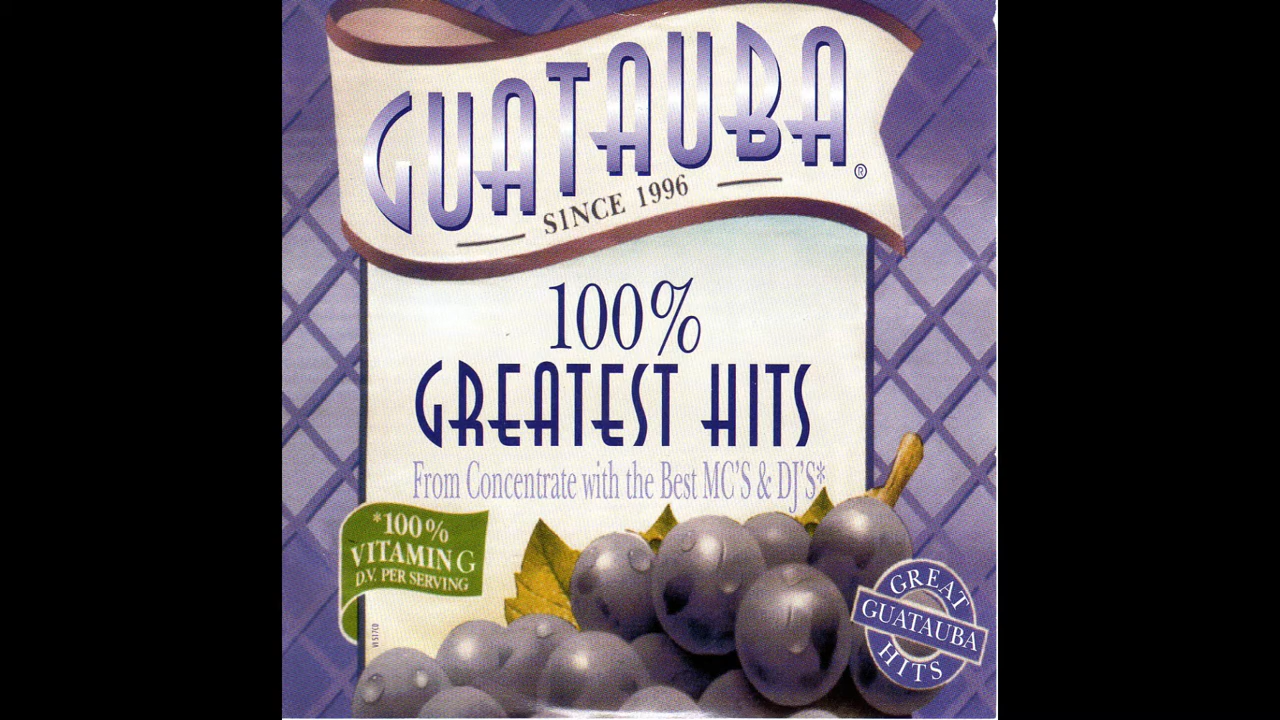 GUATAUBA®
SINCE 1996
100%
GREATEST HITS
From Concentrate with the Best MC'S & DJ'S*
*100%
VITAMIN G
D.V. PER SERVING
GREAT
GUATAUBA
HITS